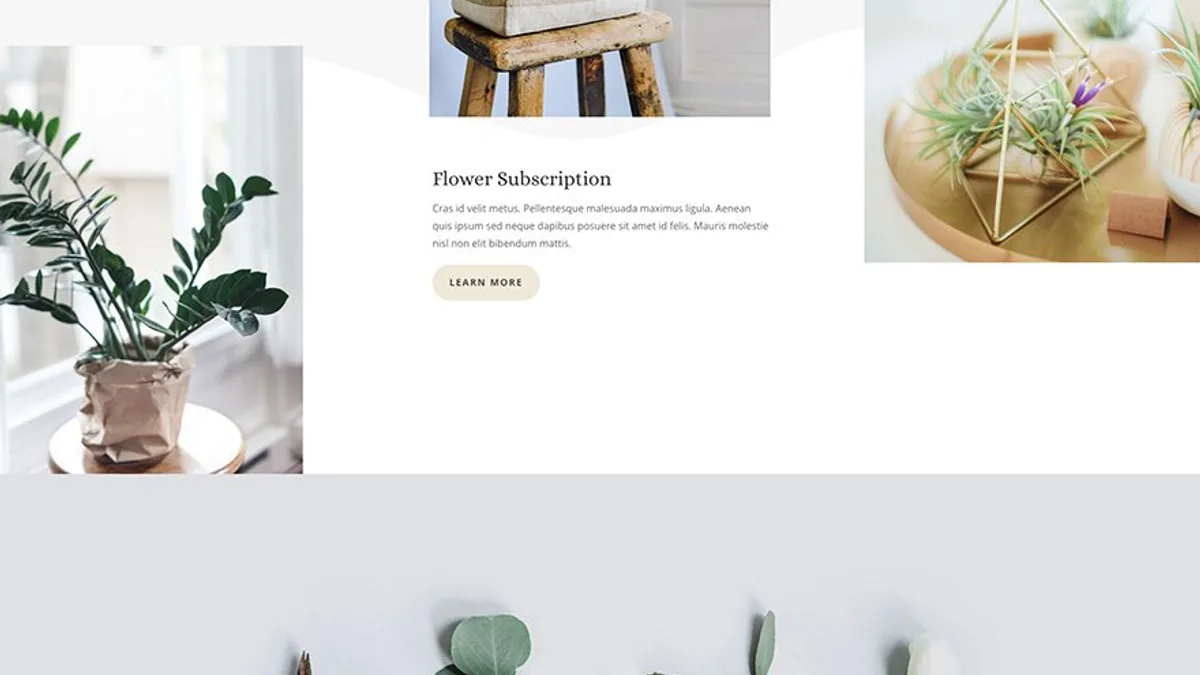 Flower Subscription
Cras id velit metus. Pellentesque malesuada maximus ligula. Aenean
quis ipsum sed neque dapibus posuere sit amet id felis. Mauris molestie
nisl non elit bibendum mattis.
LEARN MORE